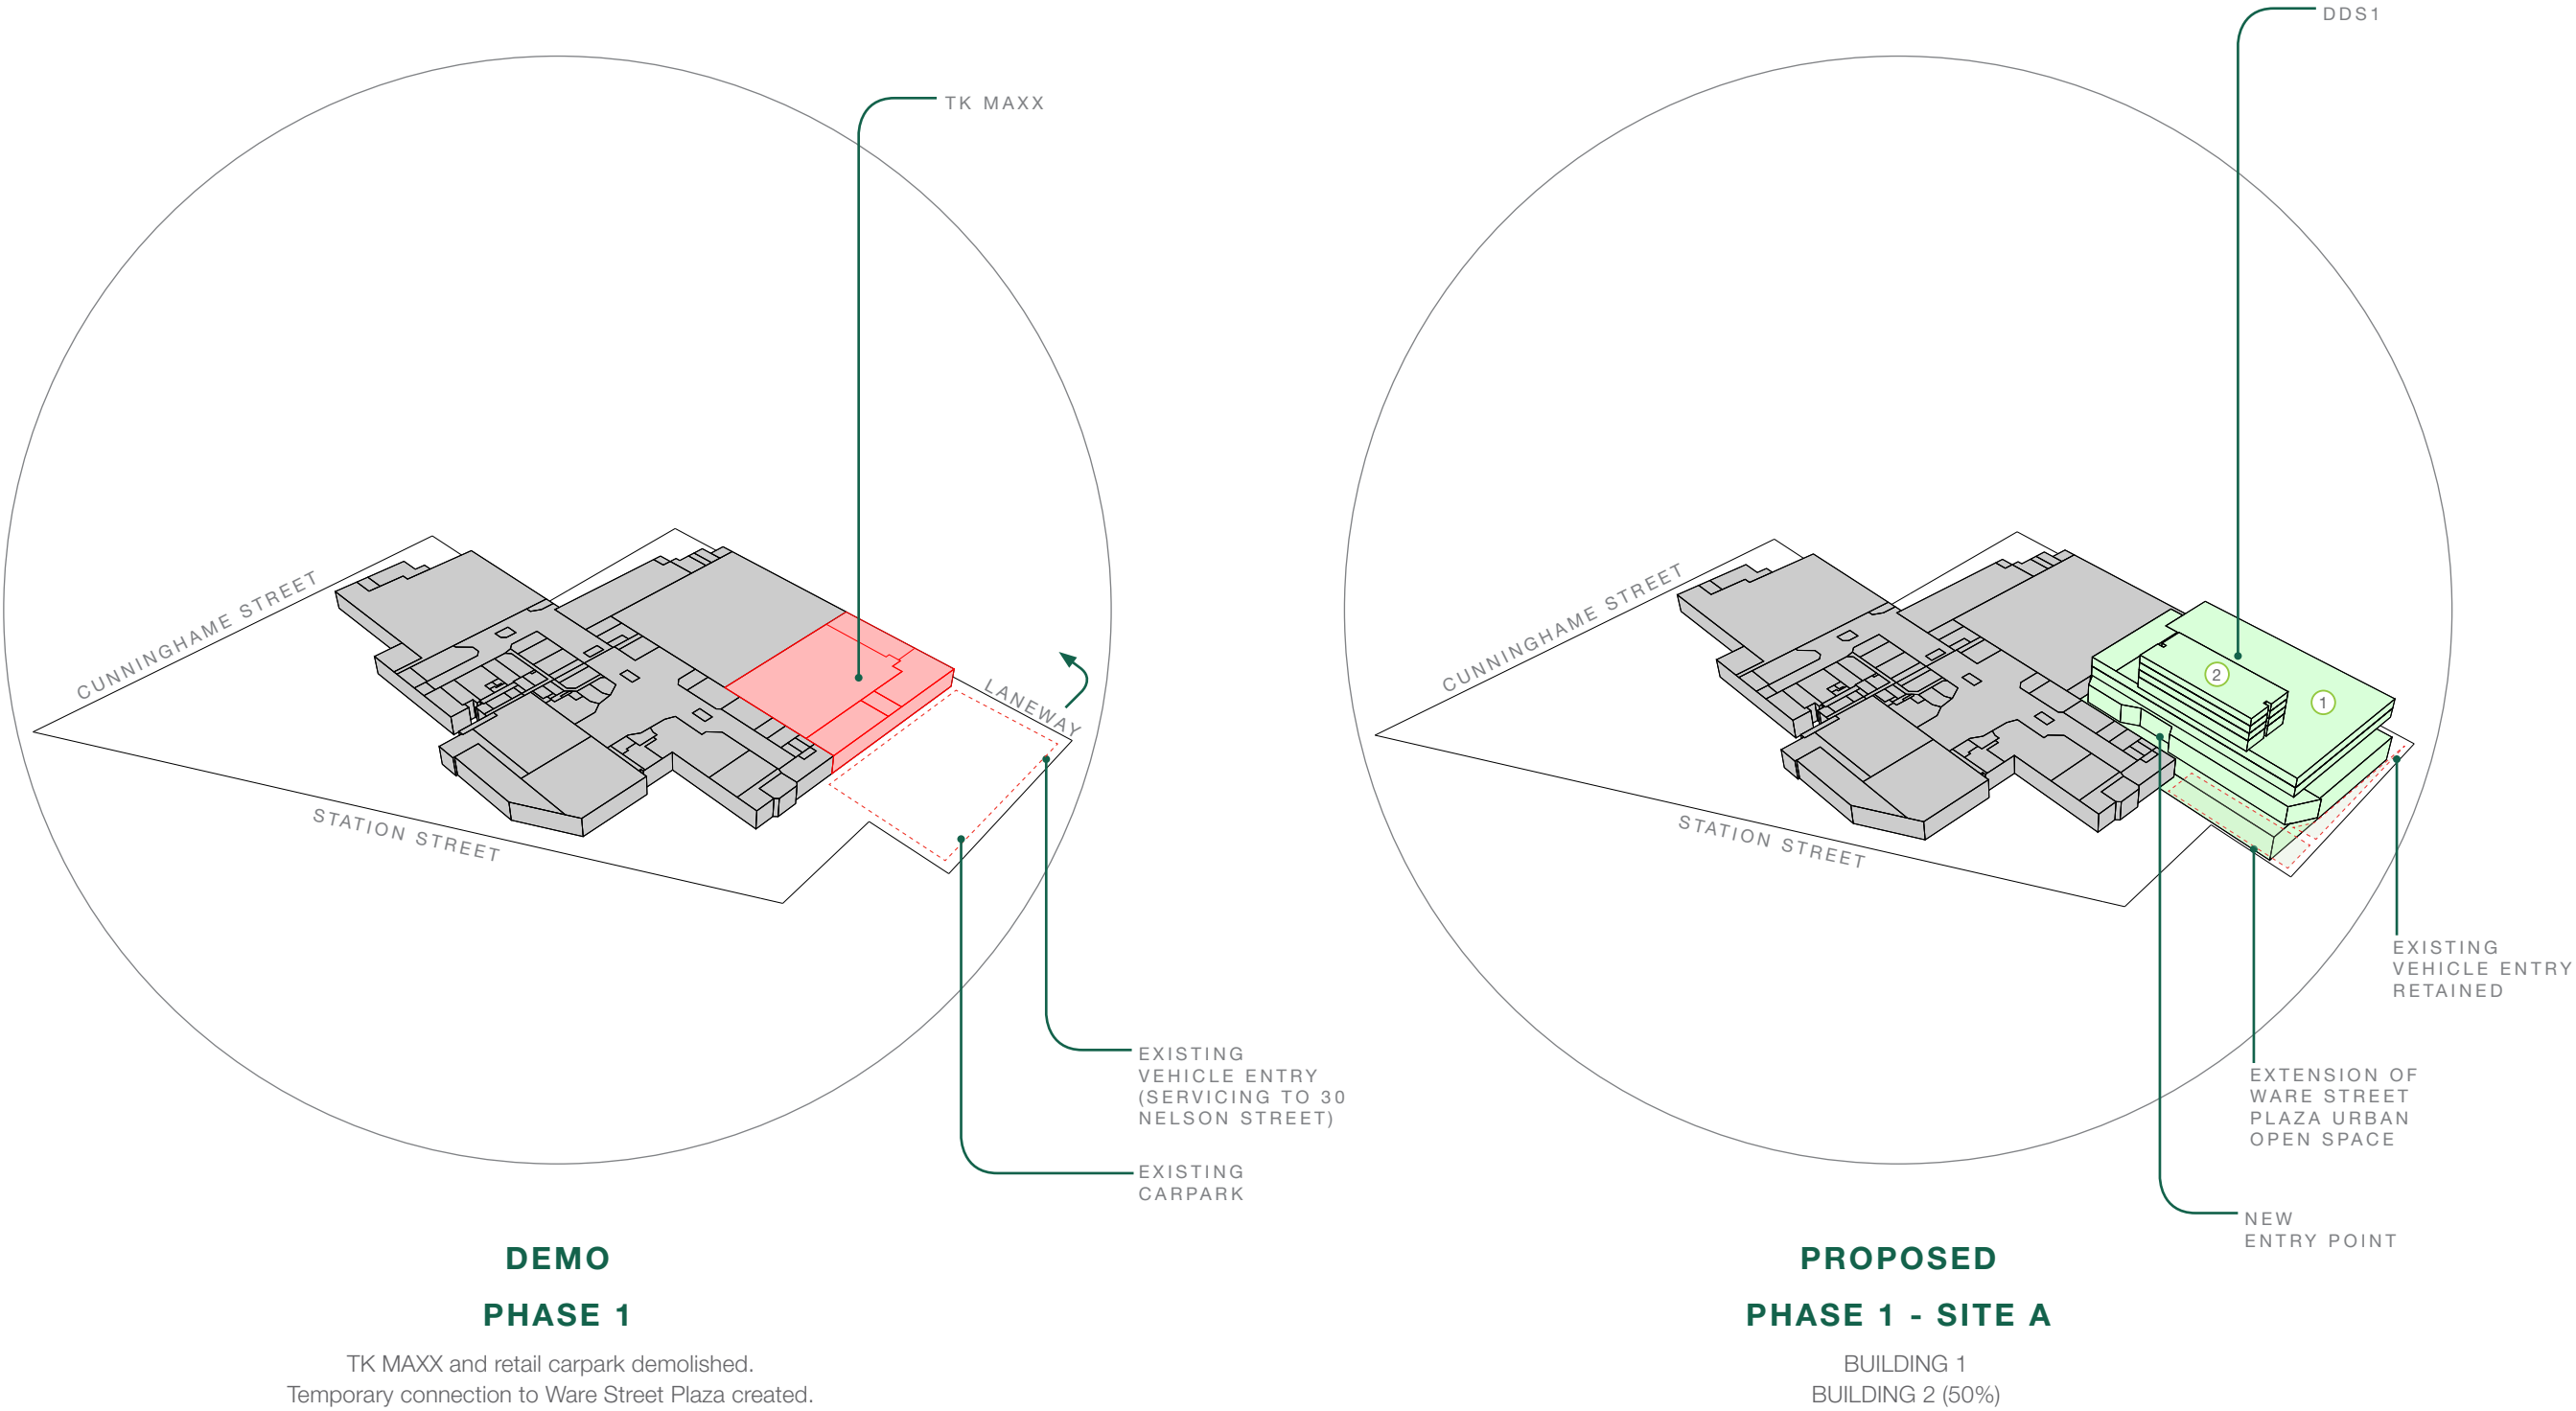 TK MAXX
CUNNINGHAME STREET
STATION STREET
LANEWAY
EXISTING
VEHICLE ENTRY
(SERVICING TO 30
NELSON STREET)
EXISTING
CARPARK
DEMO
PHASE 1
TK MAXX and retail carpark demolished.
Temporary connection to Ware Street Plaza created.
DDS1
CUNNINGHAME STREET
STATION STREET
2
1
EXISTING
VEHICLE ENTRY
RETAINED
EXTENSION OF
WARE STREET
PLAZA URBAN
OPEN SPACE
NEW
ENTRY POINT
PROPOSED
PHASE 1 - SITE A
BUILDING 1
BUILDING 2 (50%)